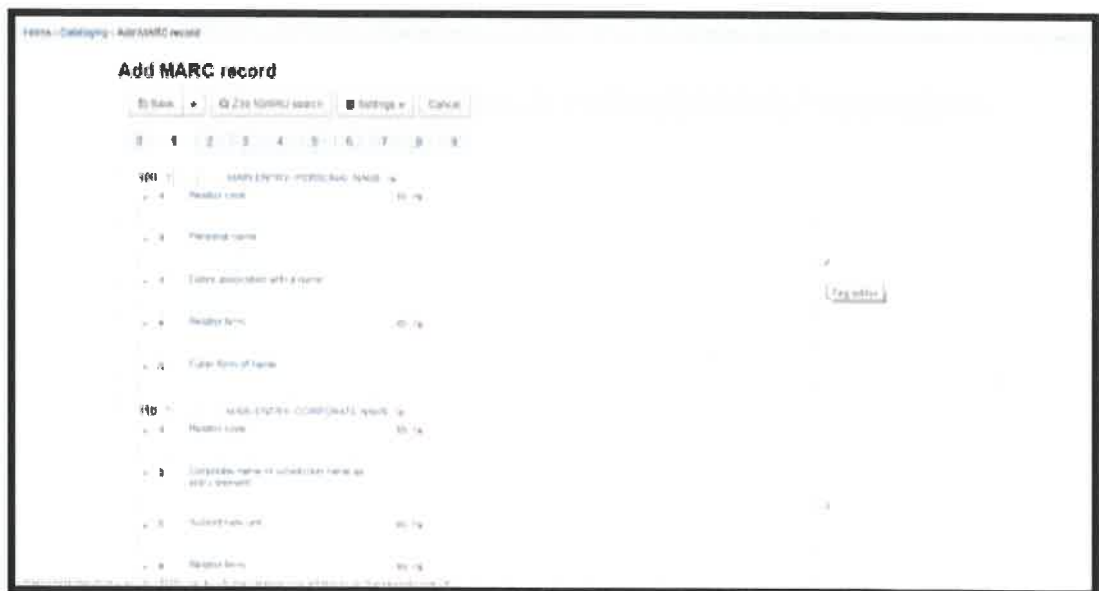 Home › Cataloging › Add MARC record
Add MARC record
Save Z39.50/SRU search Settings Cancel
0 1 2 3 4 5 6 7 8 9
100 MAIN ENTRY--PERSONAL NAME
4 Relator code
a Personal name
Dates associated with a name
e Relator term
q Fuller form of name
110 MAIN ENTRY--CORPORATE NAME
4 Relator code
a Corporate name or jurisdiction name as
entry element
Subordinate unit
e Relator term
Tag editor